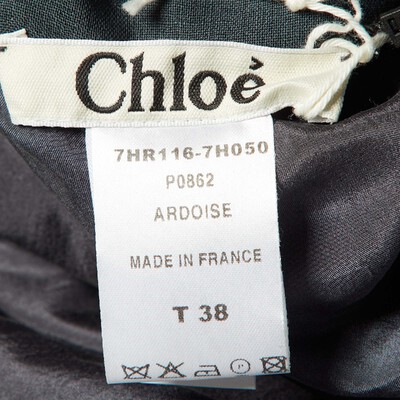 Chloé
7HR116-7H050
P0862
ARDOISE
MADE IN FRANCE
T 38